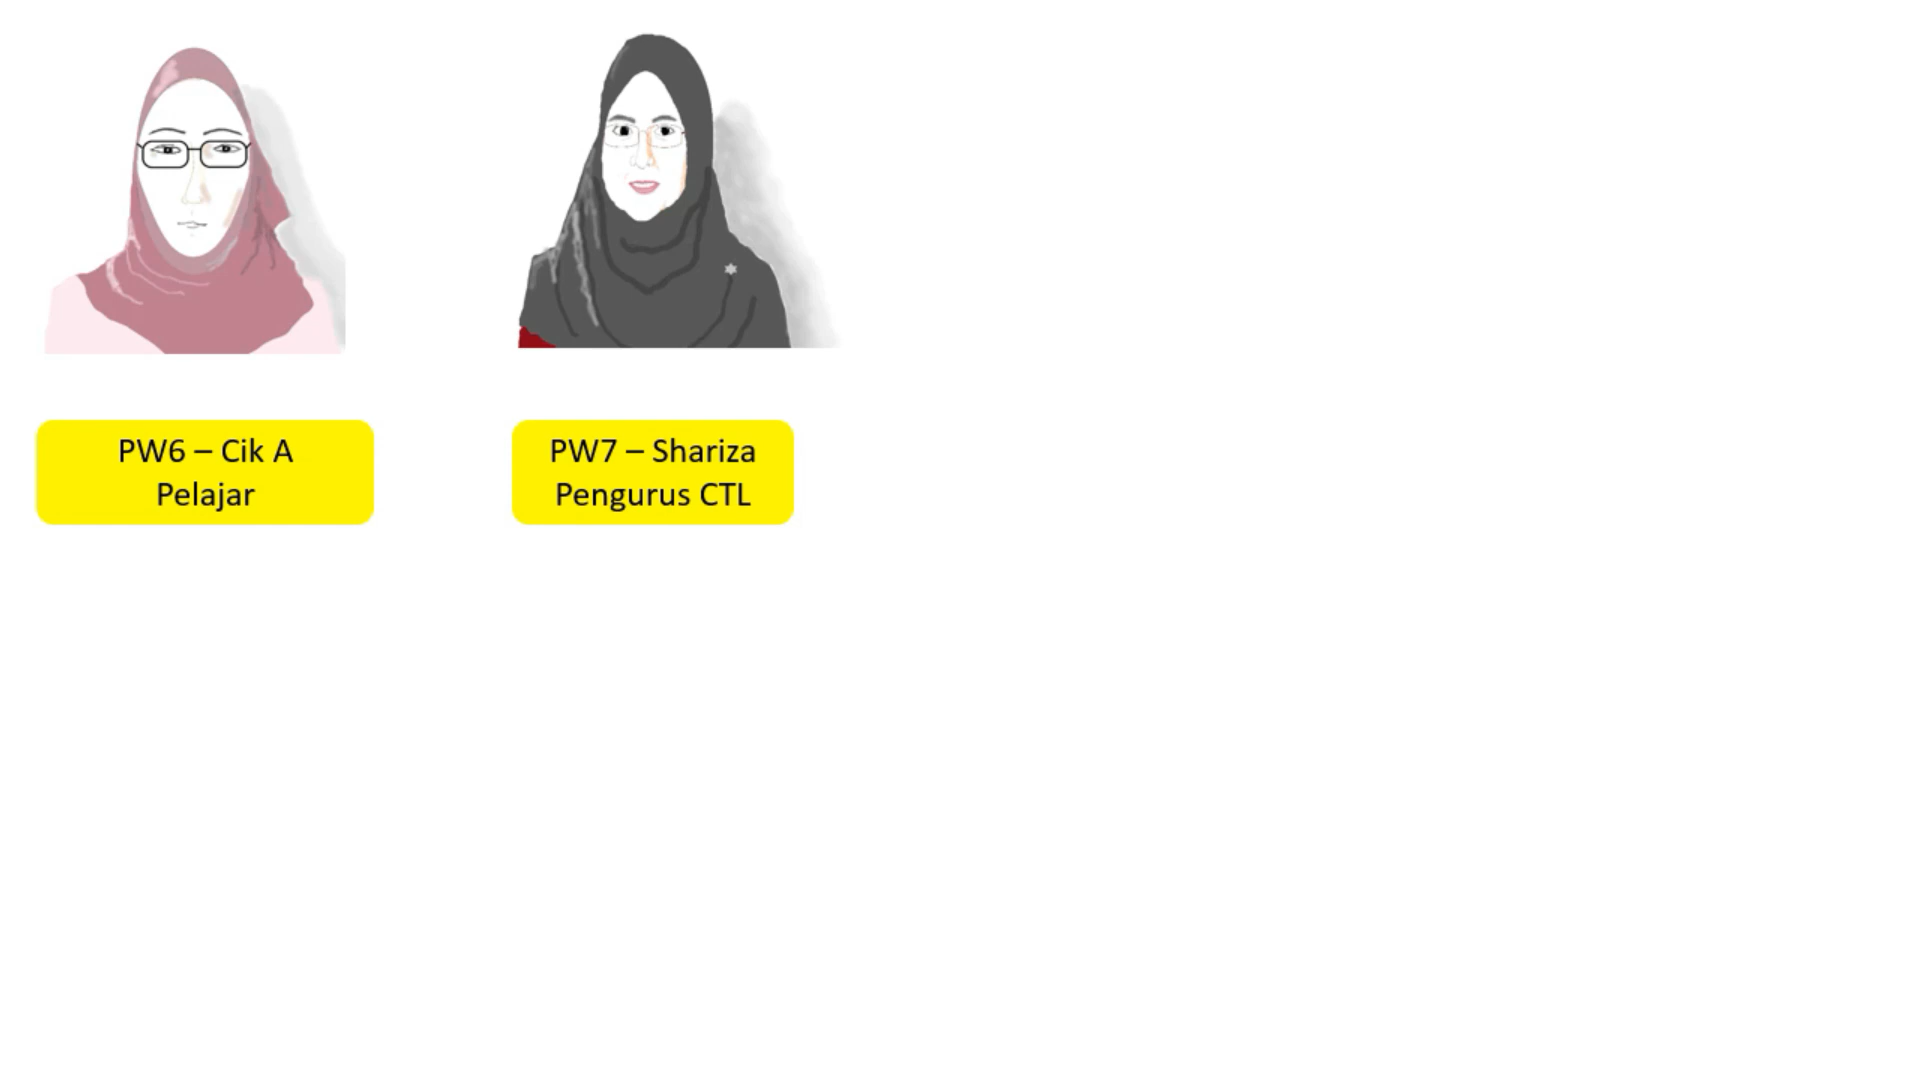 PW6 – Cik A
Pelajar
PW7 – Shariza
Pengurus CTL